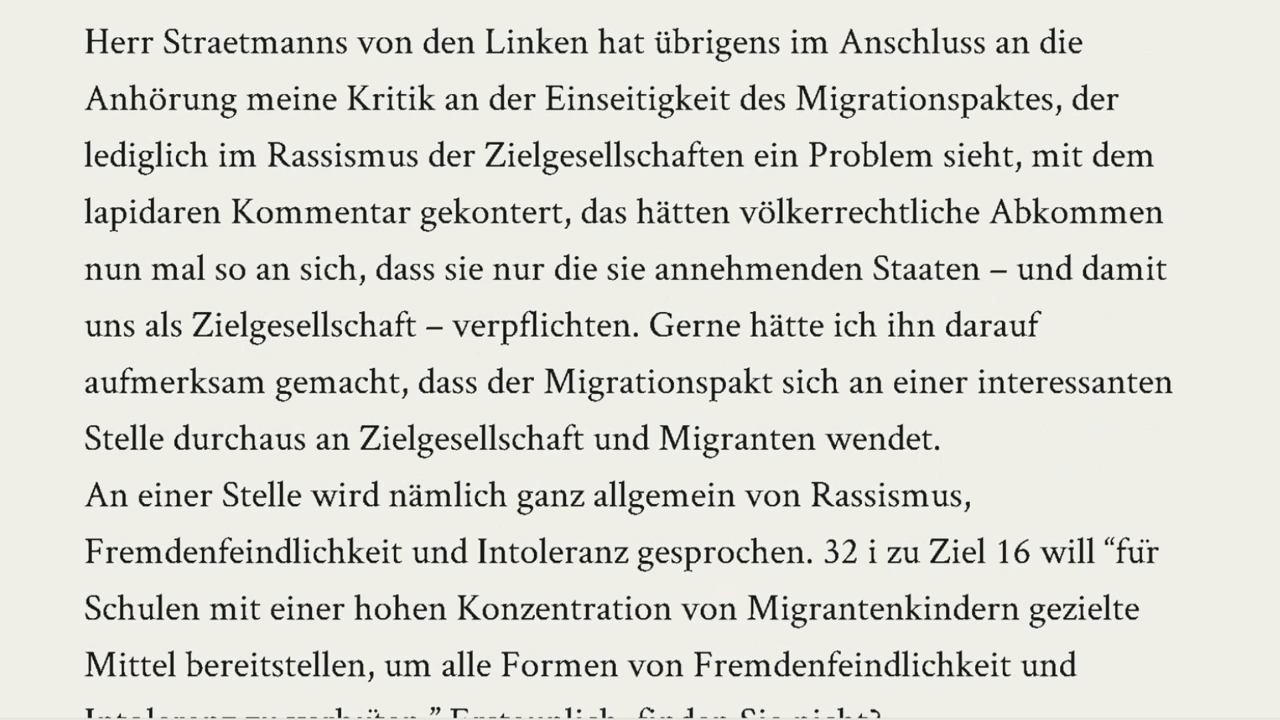 Herr Straetmanns von den Linken hat übrigens im Anschluss an die
Anhörung meine Kritik an der Einseitigkeit des Migrationspaktes, der
lediglich im Rassismus der Zielgesellschaften ein Problem sieht, mit dem
lapidaren Kommentar gekontert, das hätten völkerrechtliche Abkommen
nun mal so an sich, dass sie nur die sie annehmenden Staaten – und damit
uns als Zielgesellschaft – verpflichten. Gerne hätte ich ihn darauf
aufmerksam gemacht, dass der Migrationspakt sich an einer interessanten
Stelle durchaus an Zielgesellschaft und Migranten wendet.
An einer Stelle wird nämlich ganz allgemein von Rassismus,
Fremdenfeindlichkeit und Intoleranz gesprochen. 32 i zu Ziel 16 will “für
Schulen mit einer hohen Konzentration von Migrantenkindern gezielte
Mittel bereitstellen, um alle Formen von Fremdenfeindlichkeit und